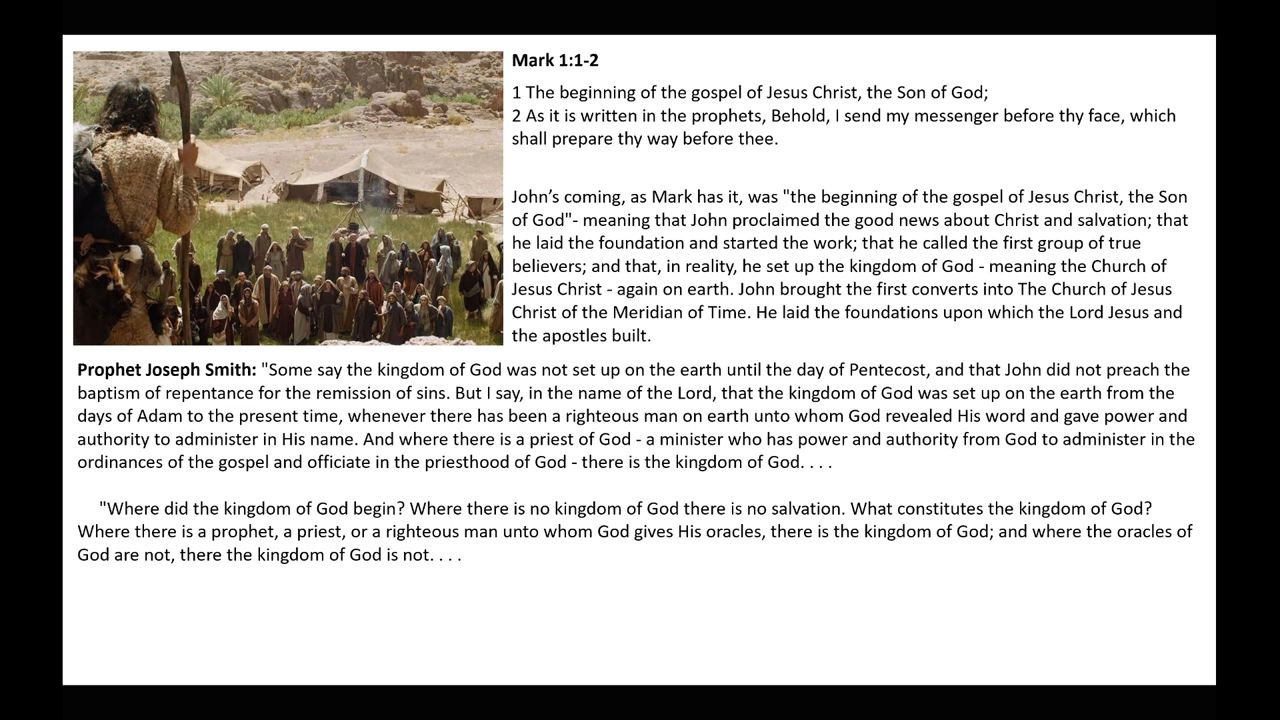 Mark 1:1-2
1 The beginning of the gospel of Jesus Christ, the Son of God;
2 As it is written in the prophets, Behold, I send my messenger before thy face, which
shall prepare thy way before thee.
John’s coming, as Mark has it, was "the beginning of the gospel of Jesus Christ, the Son
of God"- meaning that John proclaimed the good news about Christ and salvation; that
he laid the foundation and started the work; that he called the first group of true
believers; and that, in reality, he set up the kingdom of God - meaning the Church of
Jesus Christ - again on earth. John brought the first converts into The Church of Jesus
Christ of the Meridian of Time. He laid the foundations upon which the Lord Jesus and
the apostles built.
Prophet Joseph Smith: "Some say the kingdom of God was not set up on the earth until the day of Pentecost, and that John did not preach the
baptism of repentance for the remission of sins. But I say, in the name of the Lord, that the kingdom of God was set up on the earth from the
days of Adam to the present time, whenever there has been a righteous man on earth unto whom God revealed His word and gave power and
authority to administer in His name. And where there is a priest of God - a minister who has power and authority from God to administer in the
ordinances of the gospel and officiate in the priesthood of God - there is the kingdom of God. . . .
"Where did the kingdom of God begin? Where there is no kingdom of God there is no salvation. What constitutes the kingdom of God?
Where there is a prophet, a priest, or a righteous man unto whom God gives His oracles, there is the kingdom of God; and where the oracles of
God are not, there the kingdom of God is not. . . .